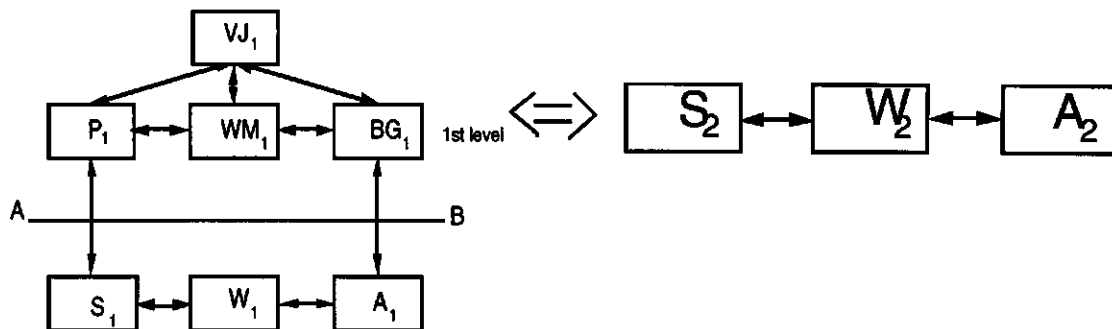 VJ1
P1 WM1 BG1 1st level
S2 W2 A2
A B
S1 W1 A1